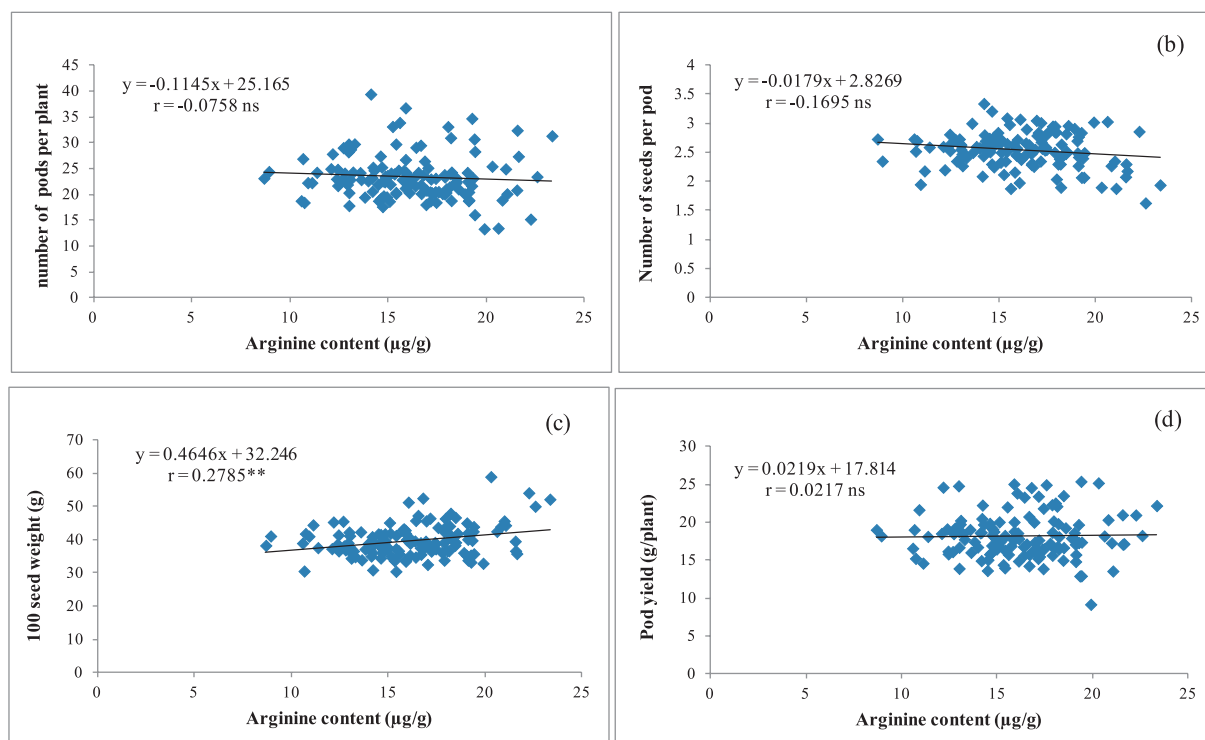 y = -0.1145x + 25.165
r = -0.0758 ns
number of pods per plant
45
40
35
30
25
20
15
10
5
0
0 5 10 15 20 25
Arginine content (µg/g)
(b)
y = -0.0179x + 2.8269
r = -0.1695 ns
Number of seeds per pod
4
3.5
3
2.5
2
1.5
1
0.5
0
0 5 10 15 20 25
Arginine content (µg/g)
(c)
y = 0.4646x + 32.246
r = 0.2785**
100 seed weight (g)
70
60
50
40
30
20
10
0
0 5 10 15 20 25
Arginine content (µg/g)
(d)
y = 0.0219x + 17.814
r = 0.0217 ns
Pod yield (g/plant)
30
25
20
15
10
5
0
0 5 10 15 20 25
Arginine content (µg/g)